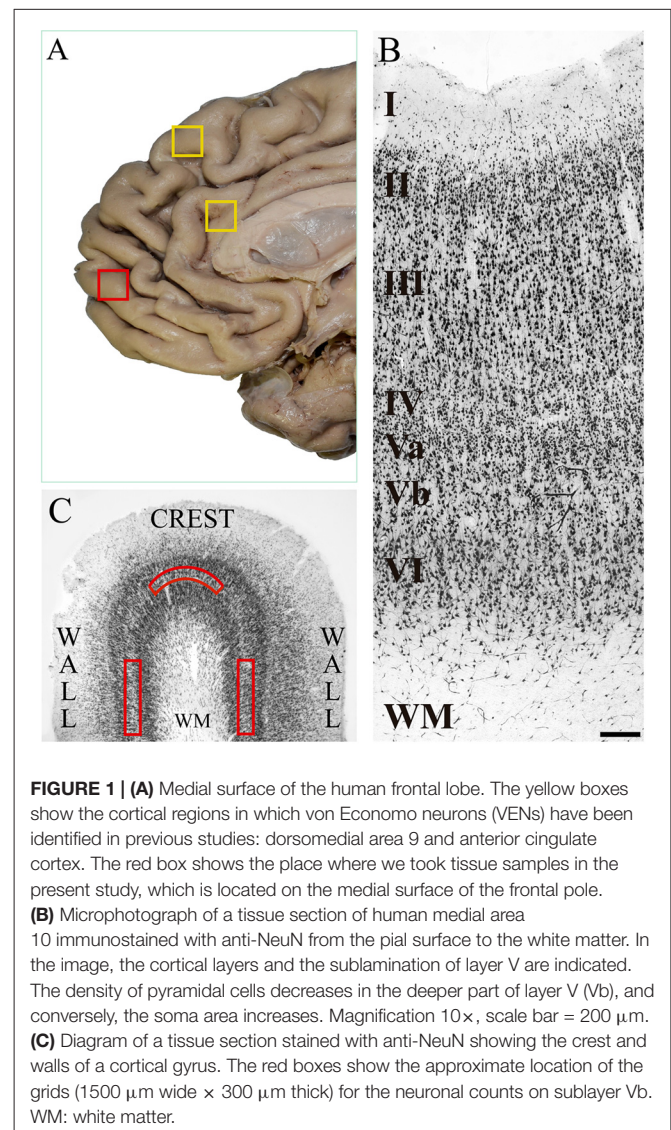 A
B
I
II
III
IV
Va
Vb
VI
WM
C
CREST
W
A
L
L
WM
W
A
L
L
FIGURE 1 | (A) Medial surface of the human frontal lobe. The yellow boxes
show the cortical regions in which von Economo neurons (VENs) have been
identified in previous studies: dorsomedial area 9 and anterior cingulate
cortex. The red box shows the place where we took tissue samples in the
present study, which is located on the medial surface of the frontal pole.
(B) Microphotograph of a tissue section of human medial area
10 immunostained with anti-NeuN from the pial surface to the white matter. In
the image, the cortical layers and the sublamination of layer V are indicated.
The density of pyramidal cells decreases in the deeper part of layer V (Vb), and
conversely, the soma area increases. Magnification 10×, scale bar = 200 μm.
(C) Diagram of a tissue section stained with anti-NeuN showing the crest and
walls of a cortical gyrus. The red boxes show the approximate location of the
grids (1500 μm wide × 300 μm thick) for the neuronal counts on sublayer Vb.
WM: white matter.